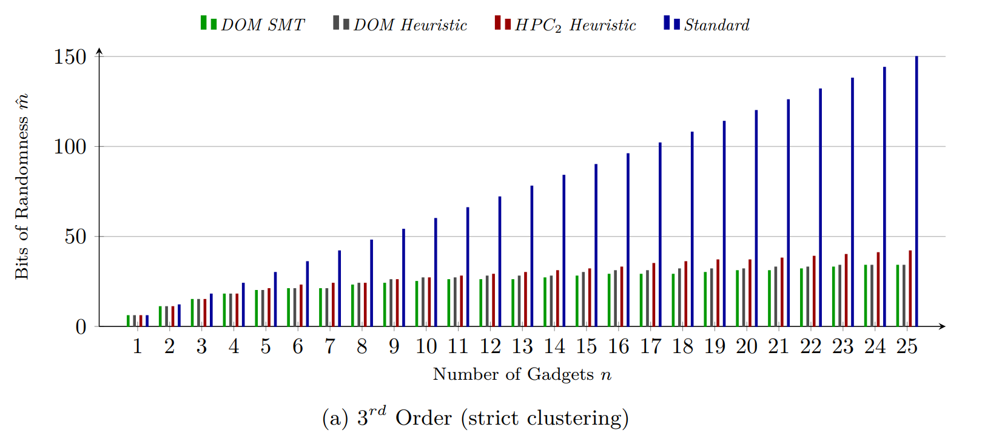 DOM SMT DOM Heuristic HPC₂ Heuristic Standard
150
100
50
0
Bits of Randomness m̂
1 2 3 4 5 6 7 8 9 10 11 12 13 14 15 16 17 18 19 20 21 22 23 24 25
Number of Gadgets n
(a) 3ʳᵈ Order (strict clustering)